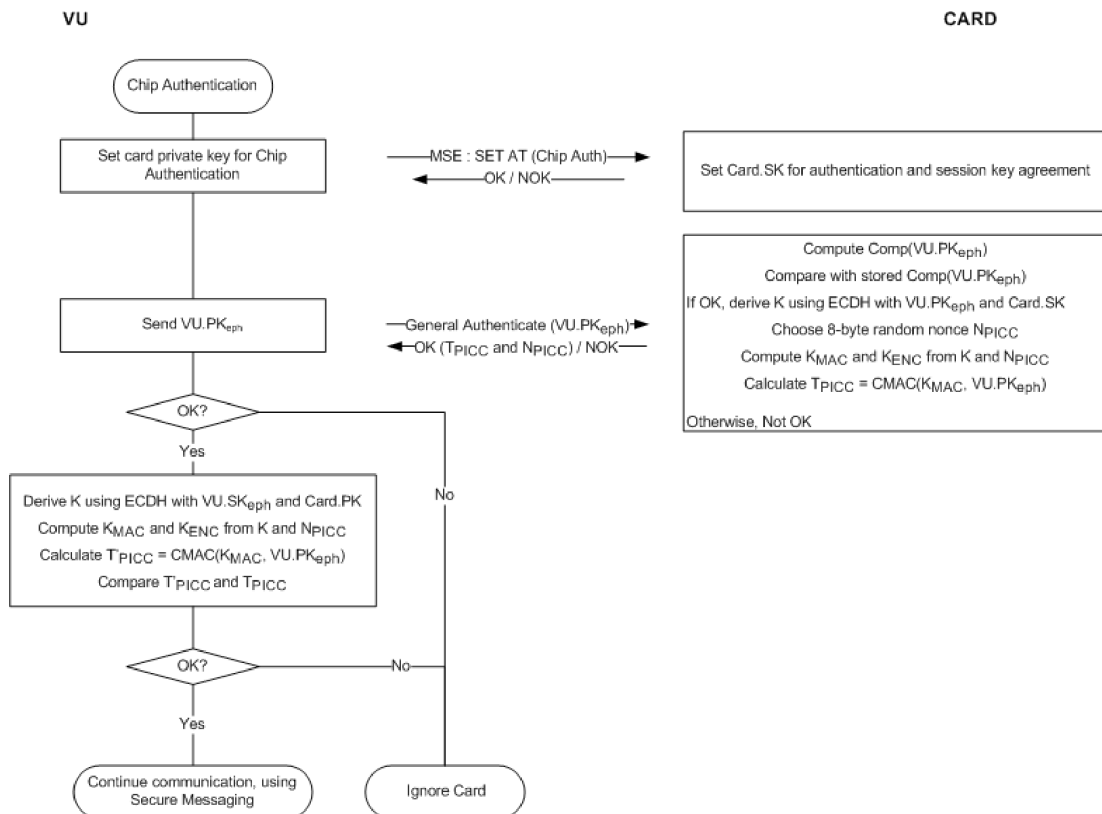 VU
CARD
Chip Authentication
Set card private key for Chip
Authentication
MSE : SET AT (Chip Auth)
OK / NOK
Set Card.SK for authentication and session key agreement
Compute Comp(VU.PKeph)
Compare with stored Comp(VU.PKeph)
If OK, derive K using ECDH with VU.PKeph and Card.SK
Choose 8-byte random nonce NPICC
Compute KMAC and KENC from K and NPICC
Calculate TPICC = CMAC(KMAC, VU.PKeph)
Otherwise, Not OK
Send VU.PKeph
General Authenticate (VU.PKeph)
OK (TPICC and NPICC) / NOK
OK?
Yes
No
Derive K using ECDH with VU.SKeph and Card.PK
Compute KMAC and KENC from K and NPICC
Calculate T'PICC = CMAC(KMAC, VU.PKeph)
Compare T'PICC and TPICC
OK?
No
Yes
Continue communication, using
Secure Messaging
Ignore Card